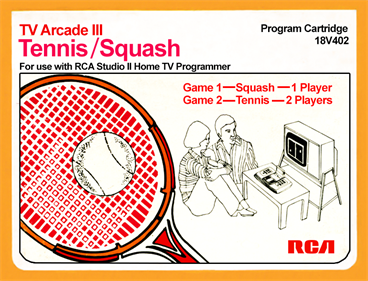 TV Arcade III
Tennis/Squash
For use with RCA Studio II Home TV Programmer
Program Cartridge
18V402
Game 1—Squash—1 Player
Game 2—Tennis—2 Players
RCA